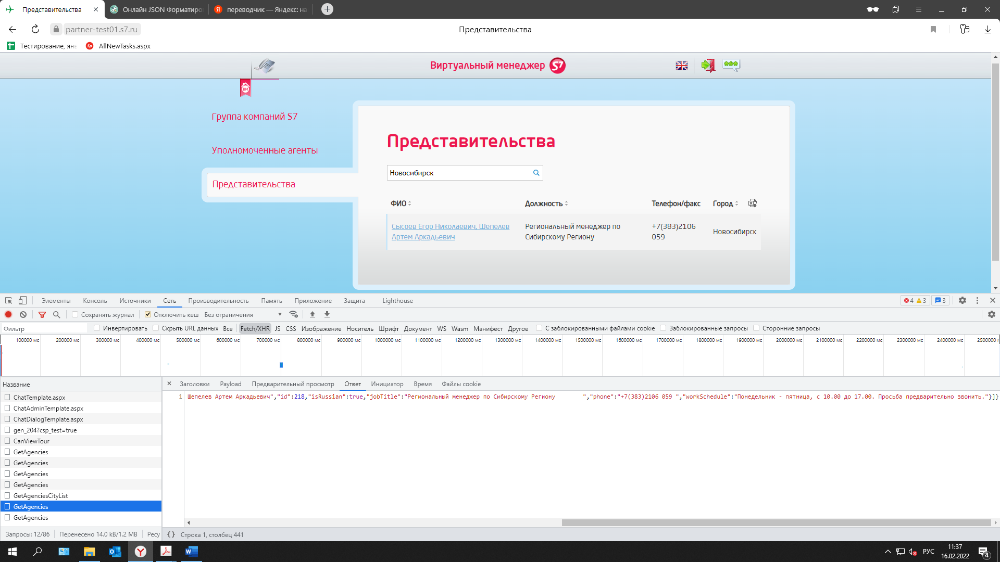 Представительства
Онлайн JSON Форматиро
переводчик — Яндекс: на
partner-test01.s7.ru
Представительства
Тестирование, янв
Sp AllNewTasks.aspx
Виртуальный менеджер S7
ВМ
Группа компаний S7
Уполномоченные агенты
Представительства
Представительства
Новосибирск
ФИО Должность Телефон/факс Город
Сысоев Егор Николаевич, Шепелев Артем Аркадьевич
Региональный менеджер по Сибирскому Региону
+7(383)2106 059
Новосибирск
Элементы Консоль Источники Сеть Производительность Память Приложение Защита Lighthouse 4 3 3
Сохранять журнал Отключить кеш Без ограничения
Фильтр Инвертировать Скрыть URL данных Все Fetch/XHR JS CSS Изображение Носитель Шрифт Документ WS Wasm Манифест Другое С заблокированными файлами cookie Заблокированные запросы Сторонние запросы
100000 мс 200000 мс 300000 мс 400000 мс 500000 мс 600000 мс 700000 мс 800000 мс 900000 мс 1000000 мс 1100000 мс 1200000 мс 1300000 мс 1400000 мс 1500000 мс 1600000 мс 1700000 мс 1800000 мс 1900000 мс 2000000 мс 2100000 мс 2200000 мс 2300000 мс 2400000 мс 2500000
Название
ChatTemplate.aspx
ChatAdminTemplate.aspx
ChatDialogTemplate.aspx
gen_204?csp_test=true
CanViewTour
GetAgencies
GetAgencies
GetAgencies
GetAgencies
GetAgenciesCityList
GetAgencies
GetAgencies
Запросы: 12/86 Перенесено 14.0 kB/1.2 MB Ресу
Заголовки Payload Предварительный просмотр Ответ Инициатор Время Файлы cookie
1 Шепелев Артем Аркадьевич","id":218,"isRussian":true,"jobTitle":"Региональный менеджер по Сибирскому Региону ","phone":"+7(383)2106 059 ","workSchedule":"Понедельник - пятница, с 10.00 до 17.00. Просьба предварительно звонить."}]}
{} Строка 1, столбец 441
РУС
11:37
16.02.2022
4